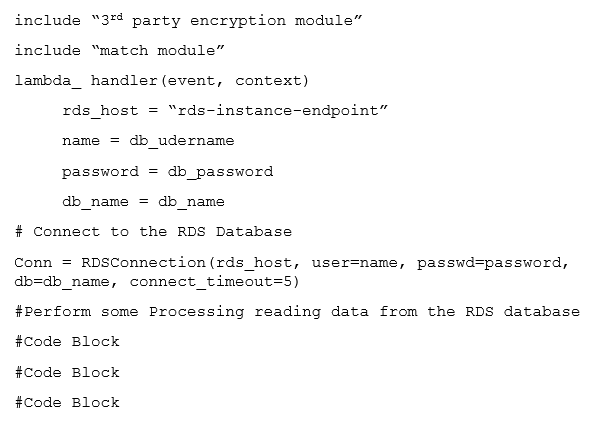 include “3rd party encryption module”
include “match module”
lambda_ handler(event, context)
rds_host = “rds-instance-endpoint”
name = db_udername
password = db_password
db_name = db_name
# Connect to the RDS Database
Conn = RDSConnection(rds_host, user=name, passwd=password,
db=db_name, connect_timeout=5)
#Perform some Processing reading data from the RDS database
#Code Block
#Code Block
#Code Block